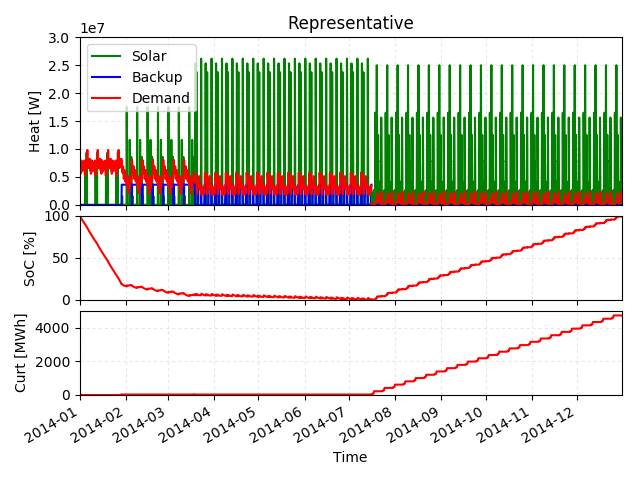 Representative
1e7
3.0
2.5
2.0
1.5
1.0
0.5
0.0
Heat [W]
Solar
Backup
Demand
100
50
0
SoC [%]
4000
2000
0
Curt [MWh]
2014-01
2014-02
2014-03
2014-04
2014-05
2014-06
2014-07
2014-08
2014-09
2014-10
2014-11
2014-12
Time